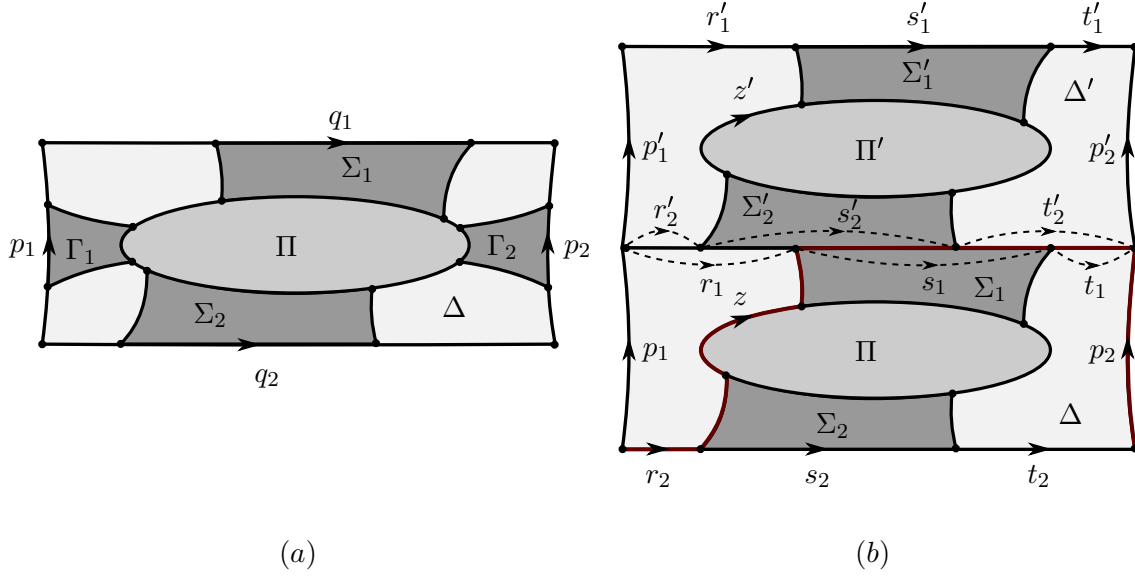 q₁
Σ₁
p₁
Γ₁
Π
Γ₂
p₂
Σ₂
Δ
q₂
(a)
r′₁
s′₁
t′₁
Σ′₁
z′
Δ′
p′₁
Π′
p′₂
r′₂
Σ′₂
s′₂
t′₂
r₁
s₁
Σ₁
t₁
z
p₁
Π
p₂
Σ₂
Δ
r₂
s₂
t₂
(b)